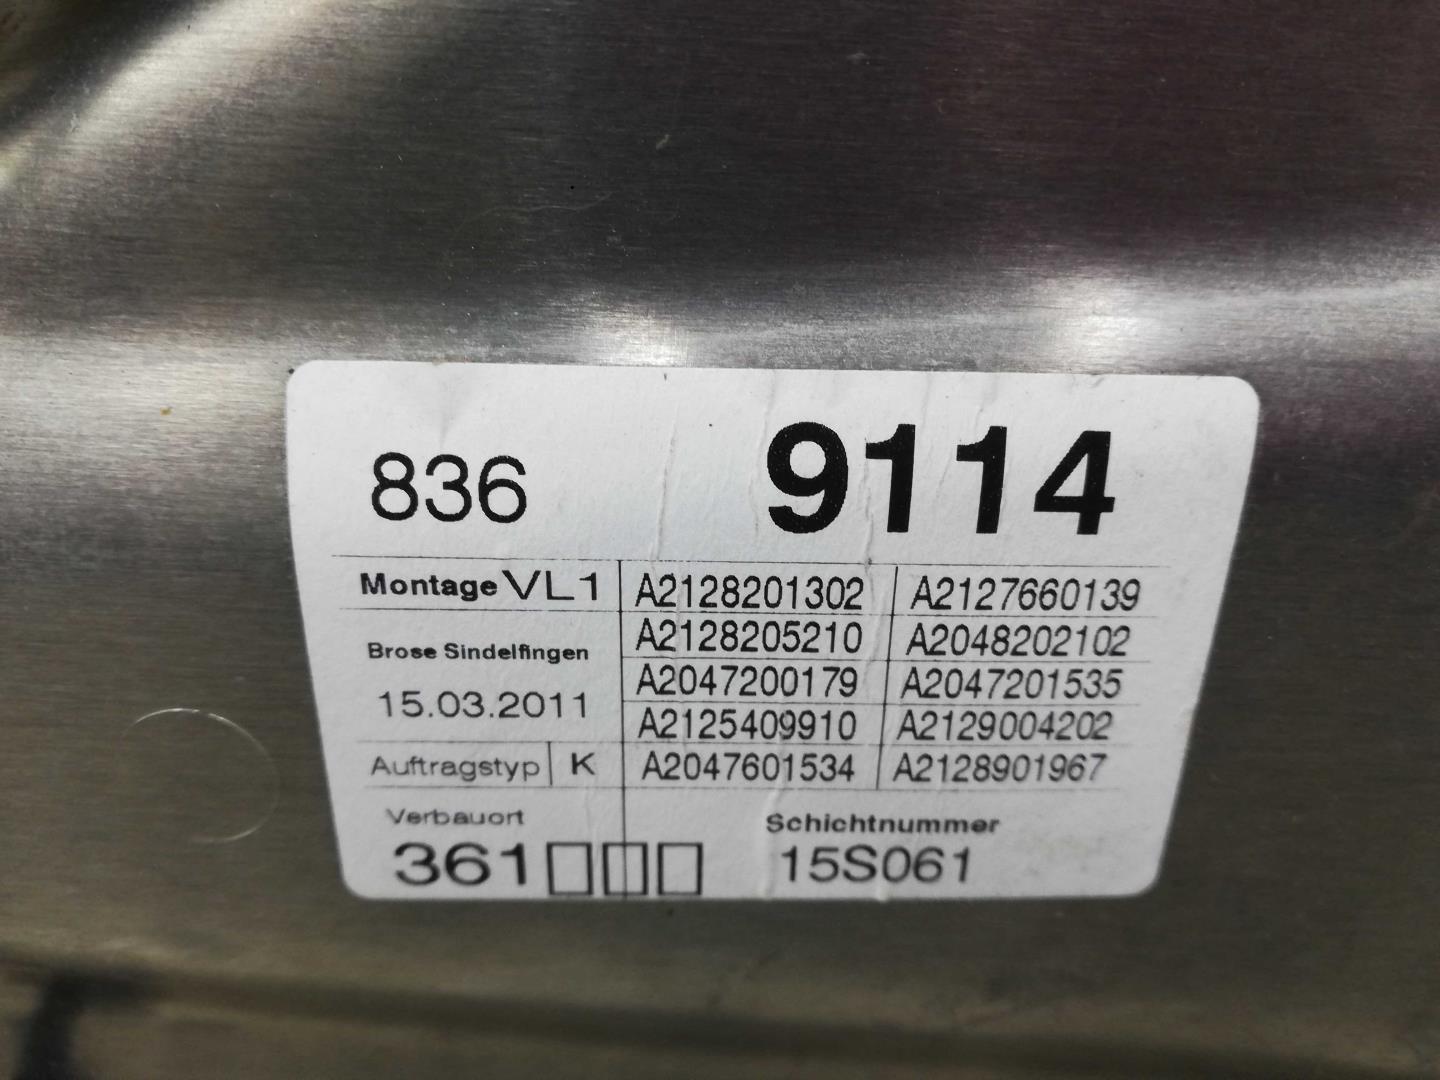 836 9114
Montage VL1 A2128201302 A2127660139
A2128205210 A2048202102
Brose Sindelfingen
A2047200179 A2047201535
15.03.2011
A2125409910 A2129004202
Auftragstyp K A2047601534 A2128901967
Verbauort Schichtnummer
361 15S061